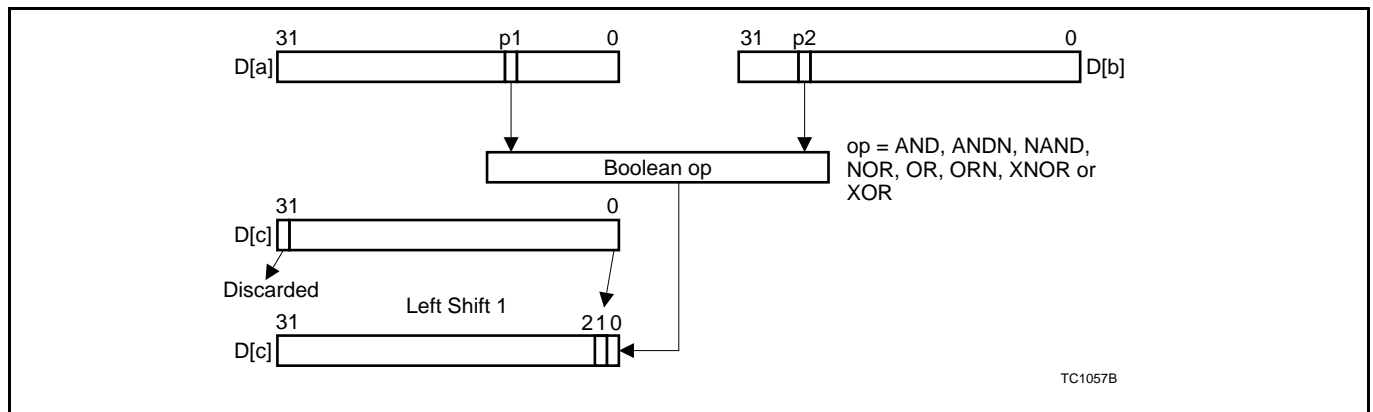 31 p1 0 31 p2 0
D[a] D[b]
op = AND, ANDN, NAND,
Boolean op NOR, OR, ORN, XNOR or
XOR
31 0
D[c]
Discarded
Left Shift 1
31 210
D[c]
TC1057B